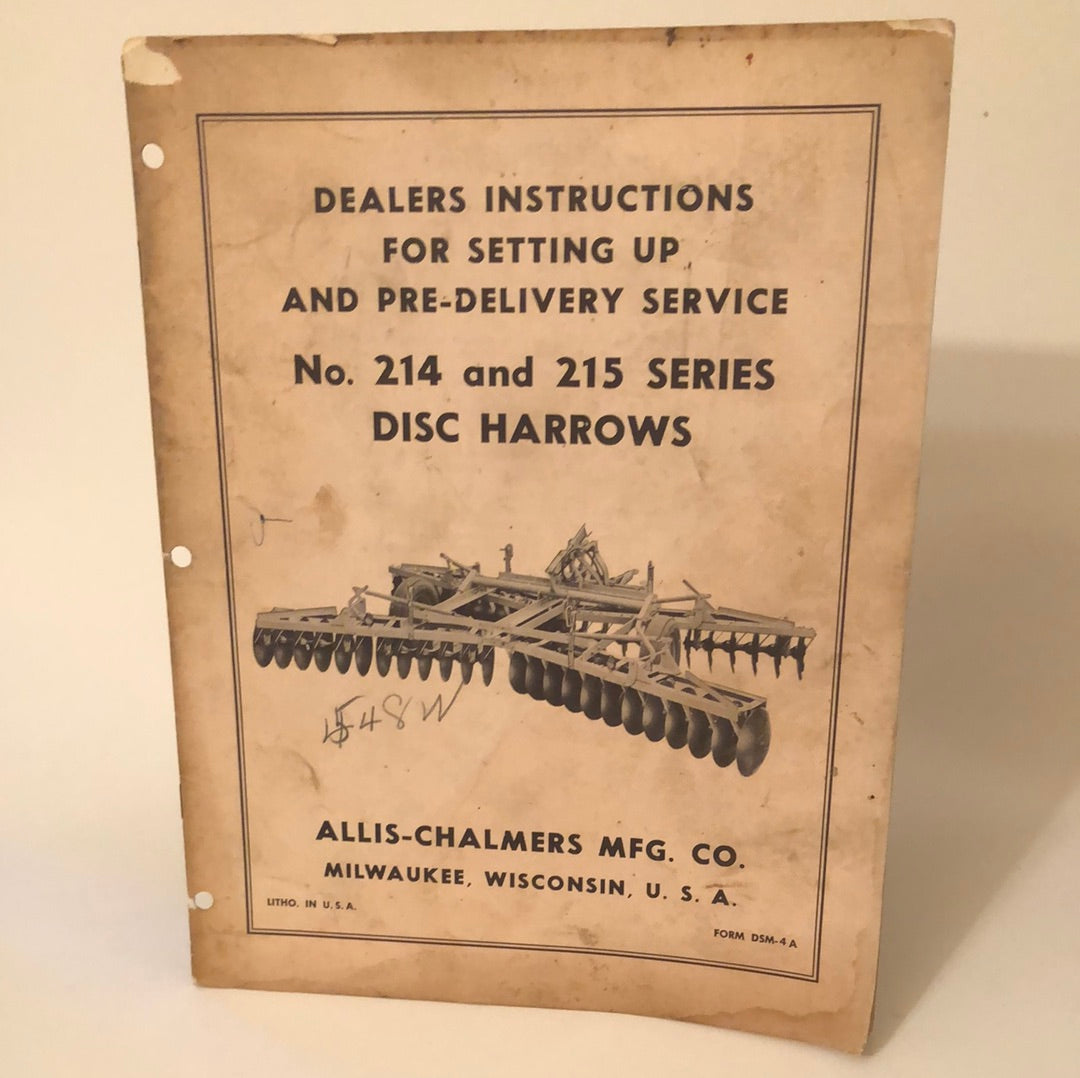 DEALERS INSTRUCTIONS
FOR SETTING UP
AND PRE-DELIVERY SERVICE
No. 214 and 215 SERIES
DISC HARROWS
548W
ALLIS-CHALMERS MFG. CO.
MILWAUKEE, WISCONSIN, U. S. A.
LITHO. IN U.S.A.
FORM DSM-4A